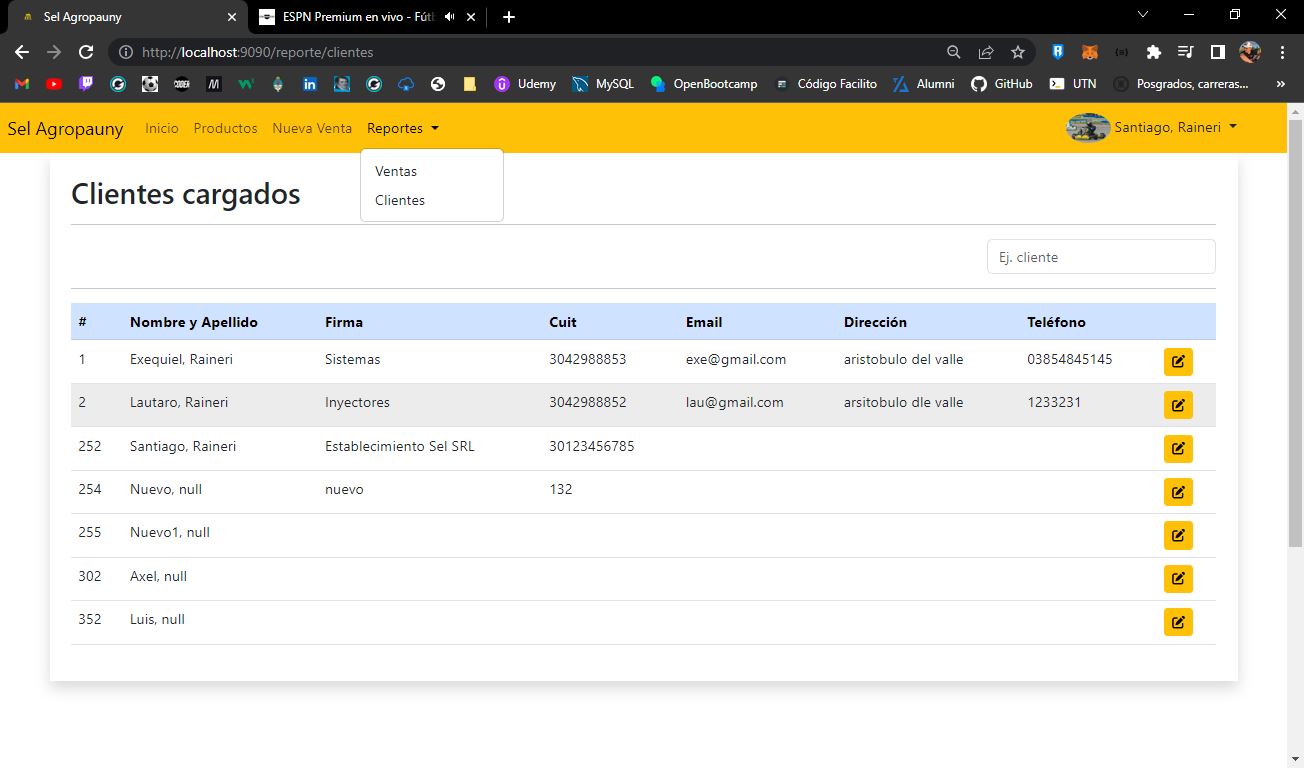 Sel Agropauny
ESPN Premium en vivo - Fútb
http://localhost:9090/reporte/clientes
Udemy
MySQL
OpenBootcamp
Código Facilito
Alumni
GitHub
UTN
Posgrados, carreras...
Sel Agropauny Inicio Productos Nueva Venta Reportes Santiago, Raineri
Ventas
Clientes
Clientes cargados
Ej. cliente
# Nombre y Apellido Firma Cuit Email Dirección Teléfono
1 Exequiel, Raineri Sistemas 3042988853 exe@gmail.com aristobulo del valle 03854845145
2 Lautaro, Raineri Inyectores 3042988852 lau@gmail.com arsitobulo dle valle 1233231
252 Santiago, Raineri Establecimiento Sel SRL 30123456785
254 Nuevo, null nuevo 132
255 Nuevo1, null
302 Axel, null
352 Luis, null